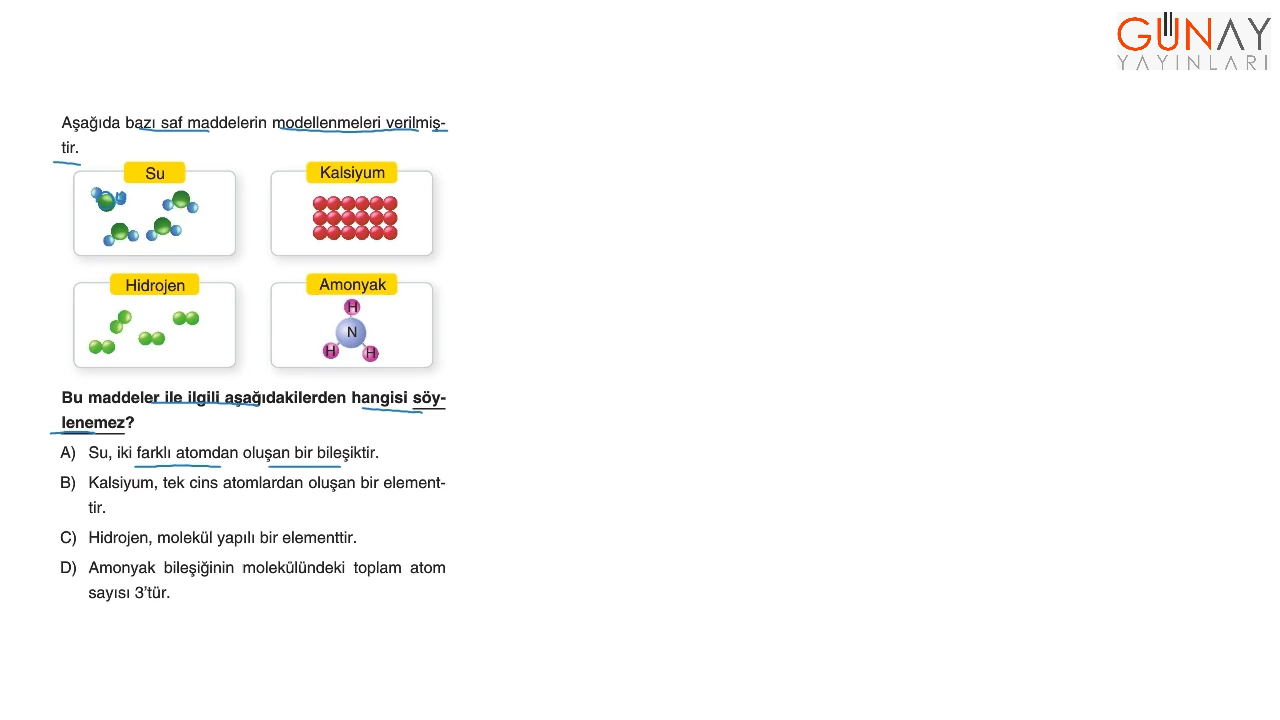 GÜNAY
YAYINLARI
Aşağıda bazı saf maddelerin modellenmeleri verilmiş-
tir.
Su
Kalsiyum
Hidrojen
Amonyak
H
N
H
H
Bu maddeler ile ilgili aşağıdakilerden hangisi söy-
lenemez?
A) Su, iki farklı atomdan oluşan bir bileşiktir.
B) Kalsiyum, tek cins atomlardan oluşan bir element-
tir.
C) Hidrojen, molekül yapılı bir elementtir.
D) Amonyak bileşiğinin molekülündeki toplam atom
sayısı 3'tür.